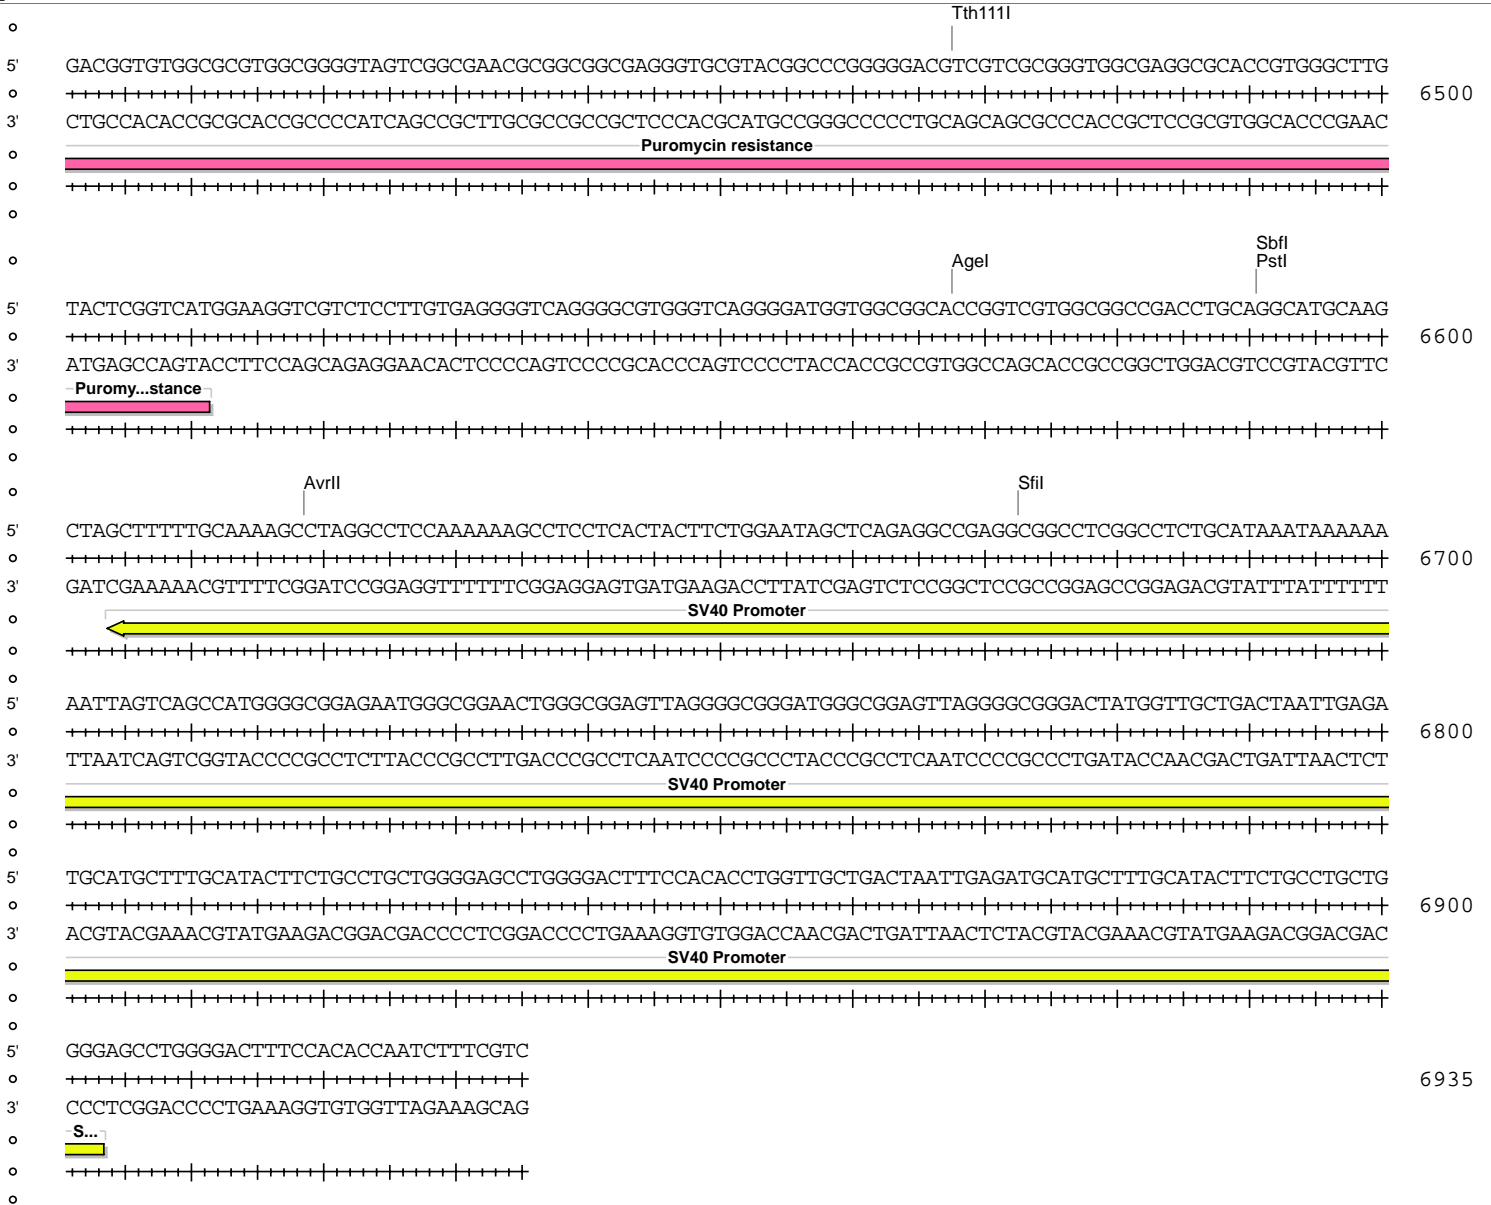 Tth111I
5' GACGGTGTGGCGCGTGGCGGGGTAGTCGGCGAACGCGGCGGCGAGGGTGCGTACGGCCCGGGGGACGTCGTCGCGGGTGGCGAGGCGCACCGTGGGCTTG
6500
3' CTGCCACACCGCGCACCGCCCCATCAGCCGCTTGCGCCGCCGCTCCCACGCATGCCGGGCCCCCTGCAGCAGCGCCCACCGCTCCGCGTGGCACCCGAAC
Puromycin resistance
SbfI
AgeI PstI
5' TACTCGGTCATGGAAGGTCGTCTCCTTGTGAGGGGTCAGGGGCGTGGGTCAGGGGATGGTGGCGGCACCGGTCGTGGCGGCCGACCTGCAGGCATGCAAG
6600
3' ATGAGCCAGTACCTTCCAGCAGAGGAACACTCCCCAGTCCCCGCACCCAGTCCCCTACCACCGCCGTGGCCAGCACCGCCGGCTGGACGTCCGTACGTTC
Puromy...stance
AvrII SfiI
5' CTAGCTTTTTGCAAAAGCCTAGGCCTCCAAAAAAGCCTCCTCACTACTTCTGGAATAGCTCAGAGGCCGAGGCGGCCTCGGCCTCTGCATAAATAAAAAA
6700
3' GATCGAAAAACGTTTTCGGATCCGGAGGTTTTTTCGGAGGAGTGATGAAGACCTTATCGAGTCTCCGGCTCCGCCGGAGCCGGAGACGTATTTATTTTTT
SV40 Promoter
5' AATTAGTCAGCCATGGGGCGGAGAATGGGCGGAACTGGGCGGAGTTAGGGGCGGGATGGGCGGAGTTAGGGGCGGGACTATGGTTGCTGACTAATTGAGA
6800
3' TTAATCAGTCGGTACCCCGCCTCTTACCCGCCTTGACCCGCCTCAATCCCCGCCCTACCCGCCTCAATCCCCGCCCTGATACCAACGACTGATTAACTCT
SV40 Promoter
5' TGCATGCTTTGCATACTTCTGCCTGCTGGGGAGCCTGGGGACTTTCCACACCTGGTTGCTGACTAATTGAGATGCATGCTTTGCATACTTCTGCCTGCTG
6900
3' ACGTACGAAACGTATGAAGACGGACGACCCCTCGGACCCCTGAAAGGTGTGGACCAACGACTGATTAACTCTACGTACGAAACGTATGAAGACGGACGAC
SV40 Promoter
5' GGGAGCCTGGGGACTTTCCACACCAATCTTTCGTC
6935
3' CCCTCGGACCCCTGAAAGGTGTGGTTAGAAAGCAG
S...